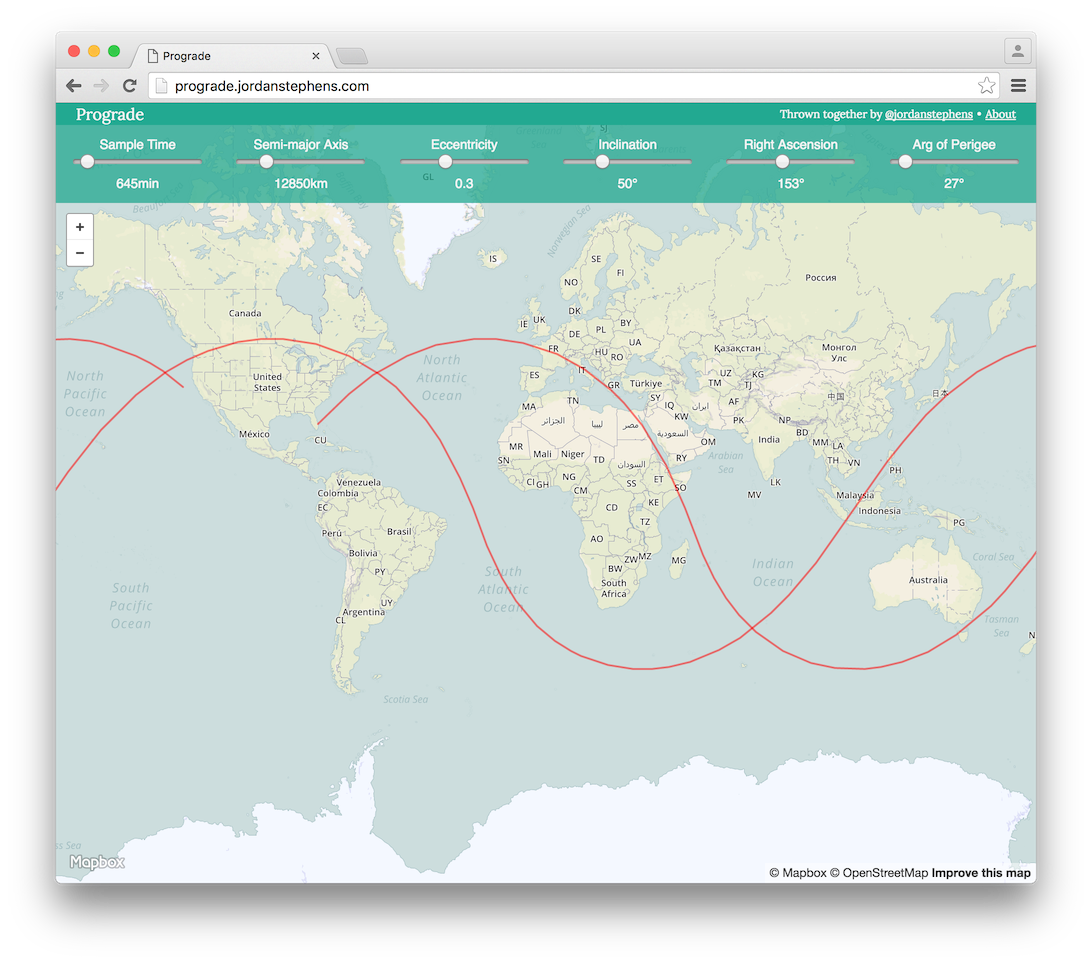 Prograde
prograde.jordanstephens.com
Prograde
Thrown together by @jordanstephens • About
Sample Time
Semi-major Axis
Eccentricity
Inclination
Right Ascension
Arg of Perigee
645min
12850km
0.3
50°
153°
27°
GL
SJ
+
−
Norwegian Sea
IS
SE
FI
NO
Россия
Canada
DK
IE
UK
BY
DE
PL
UA
FR
HU
RO
Қазақстан
Монгол
Улс
North
Pacific
Ocean
United
States
North
Atlantic
Ocean
ES
IT
GR
Türkiye
UZ
KG
TM
TJ
中国
日本
MA
TN
SY
IQ
ایران
AF
PK
الجزائر
ليبيا
مصر
KW
السعودية
NP
BD
México
CU
MR
Mali
Niger
TD
السودان
RY
OM
India
MM
LA
Arabian
Sea
SN
TH
VN
PH
Venezuela
Colombia
CI
GH
NG
CM
SS
ET
SO
MV
LK
Malaysia
Indonesia
EC
CD
KE
TZ
PG
Perú
Brasil
AO
Bolivia
ZW
MZ
MG
PY
BW
South
Africa
South
Atlantic
Ocean
Indian
Ocean
Coral Sea
Australia
South
Pacific
Ocean
UY
Argentina
CL
Tasman
Sea
N
Scotia Sea
ss Sea
Mapbox
© Mapbox © OpenStreetMap Improve this map